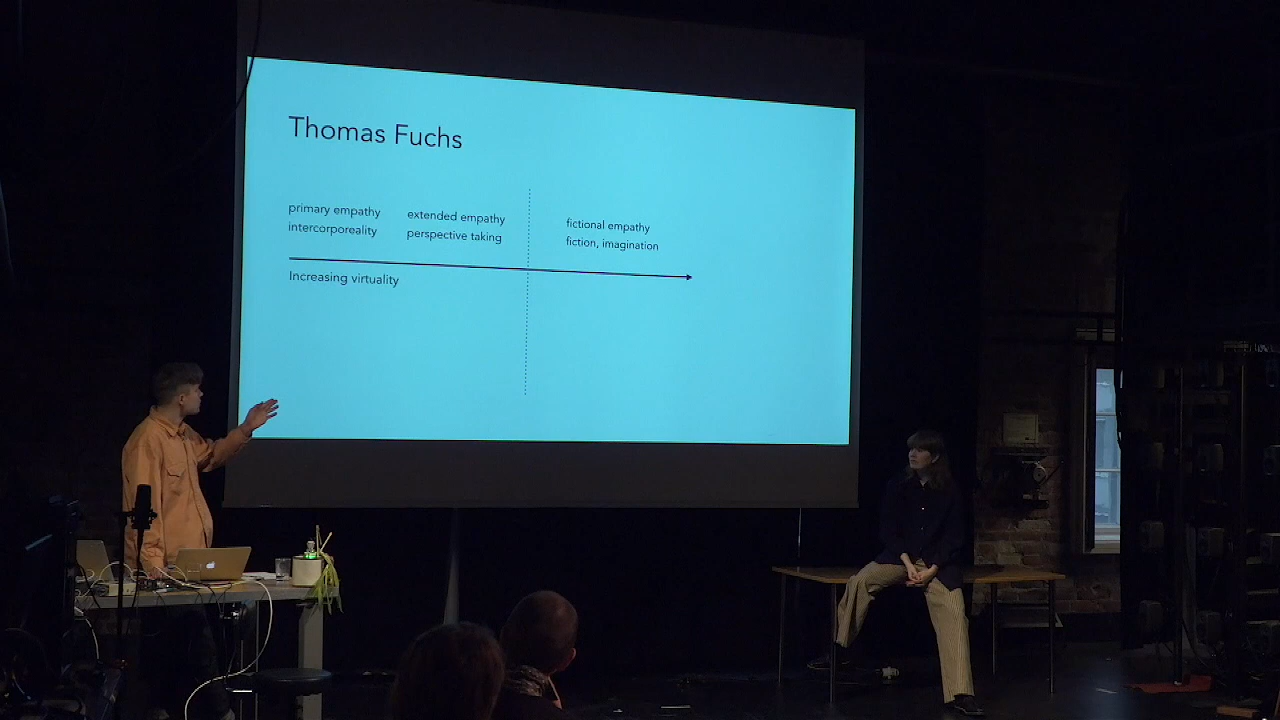 Thomas Fuchs
primary empathy
intercorporeality
extended empathy
perspective taking
fictional empathy
fiction, imagination
Increasing virtuality